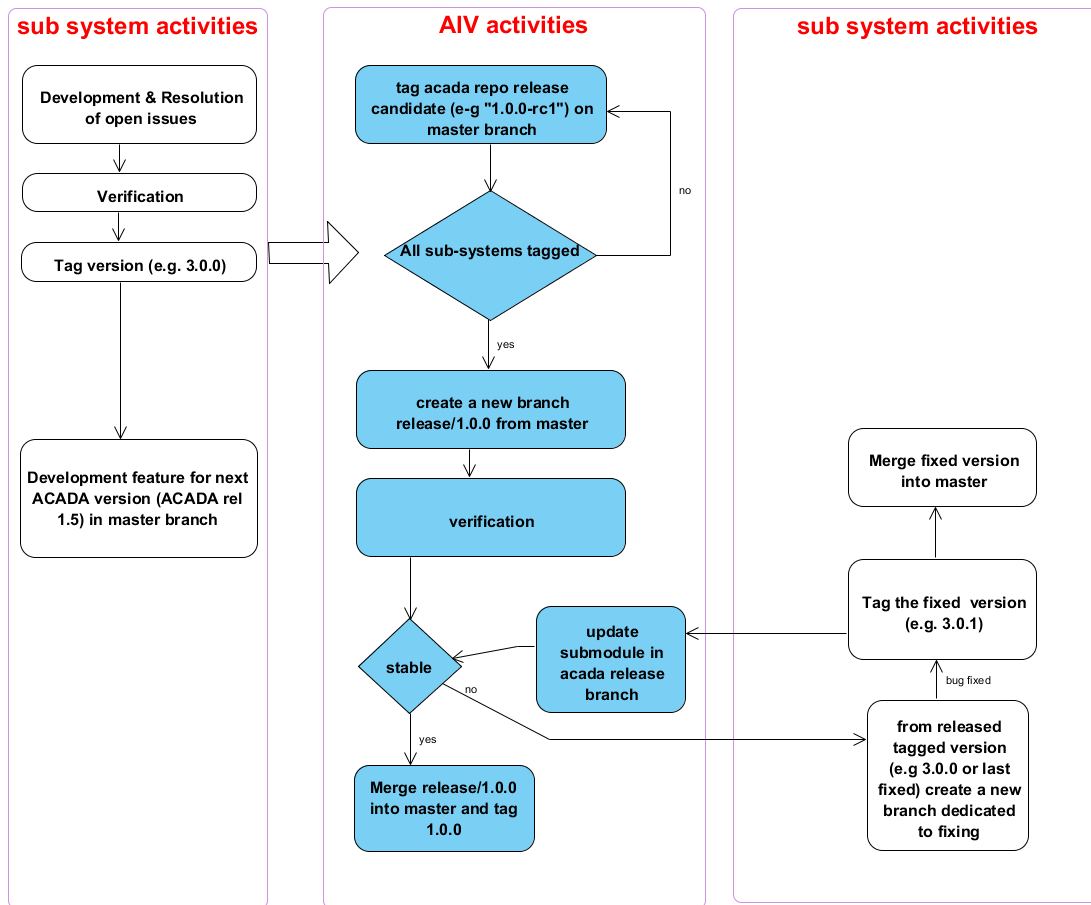 sub system activities
Development & Resolution
of open issues
Verification
Tag version (e.g. 3.0.0)
Development feature for next
ACADA version (ACADA rel
1.5) in master branch
AIV activities
tag acada repo release
candidate (e-g "1.0.0-rc1") on
master branch
no
All sub-systems tagged
yes
create a new branch
release/1.0.0 from master
verification
update
submodule in
acada release
branch
stable
no
yes
Merge release/1.0.0
into master and tag
1.0.0
sub system activities
Merge fixed version
into master
Tag the fixed  version
(e.g. 3.0.1)
bug fixed
from released
tagged version
(e.g 3.0.0 or last
fixed) create a new
branch dedicated
to fixing